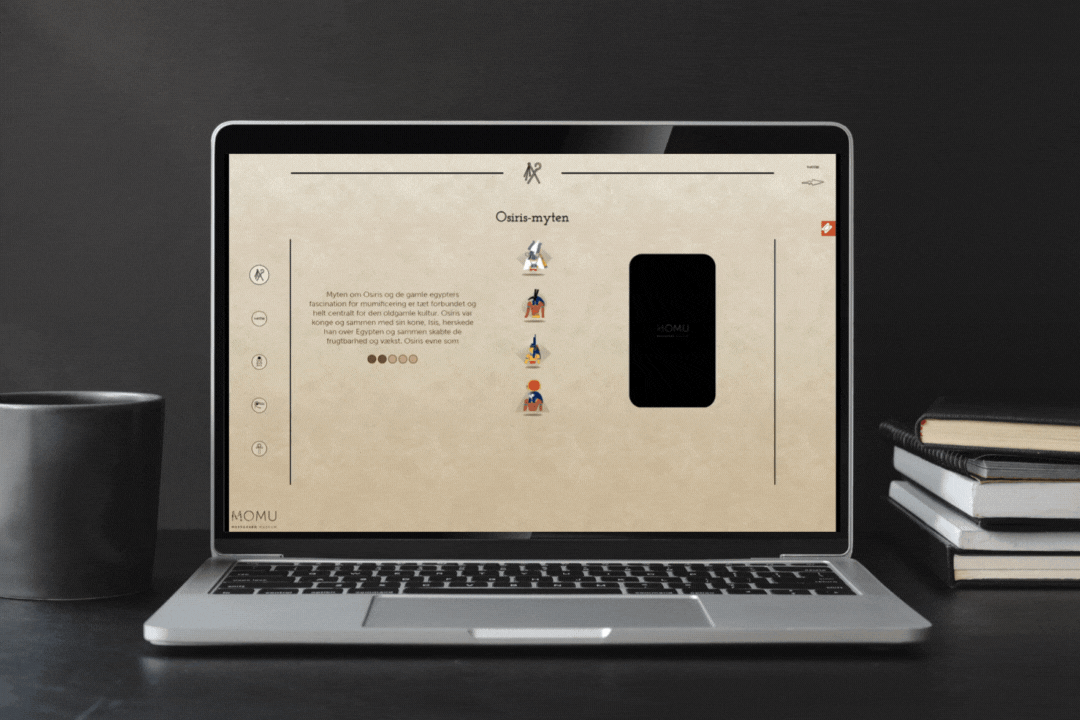 Osiris-myten
Myten om Osiris og de gamle egypters
fascination for mumificering er tæt forbundet og
helt centralt for den oldgamle kultur. Osiris var
konge og sammen med sin kone, Isis, herskede
han over Egypten og sammen skabte de
frugtbarhed og vækst. Osiris evne som
MOMU
MOMU